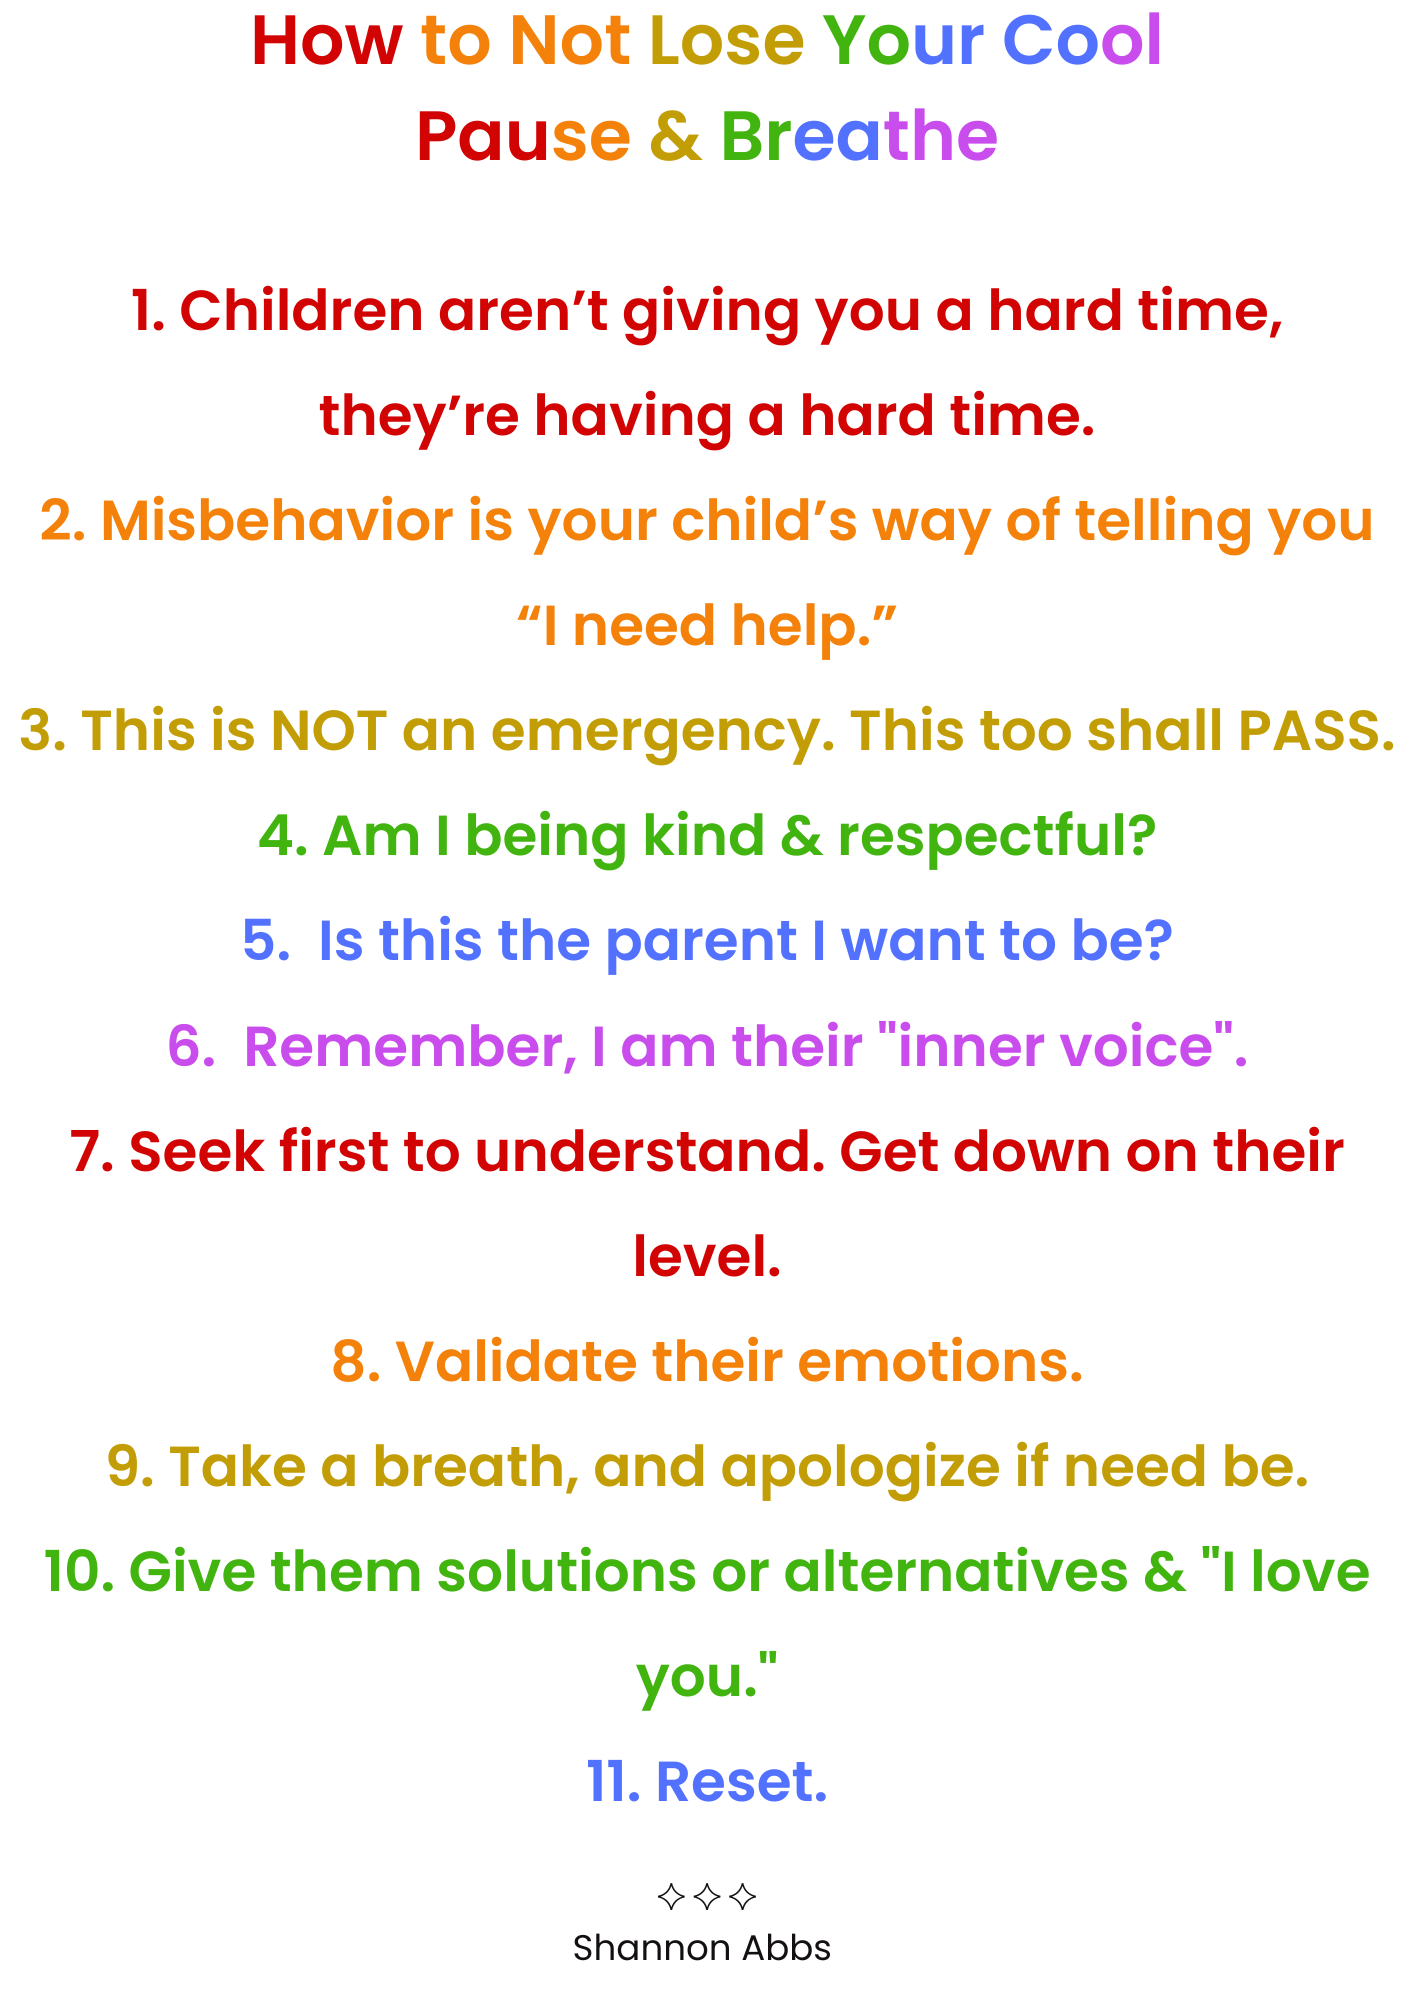 How to Not Lose Your Cool
Pause & Breathe
1. Children aren’t giving you a hard time,
they’re having a hard time.
2. Misbehavior is your child’s way of telling you
“I need help.”
3. This is NOT an emergency. This too shall PASS.
4. Am I being kind & respectful?
5.  Is this the parent I want to be?
6.  Remember, I am their "inner voice".
7. Seek first to understand. Get down on their
level.
8. Validate their emotions.
9. Take a breath, and apologize if need be.
10. Give them solutions or alternatives & "I love
you."
11. Reset.
Shannon Abbs